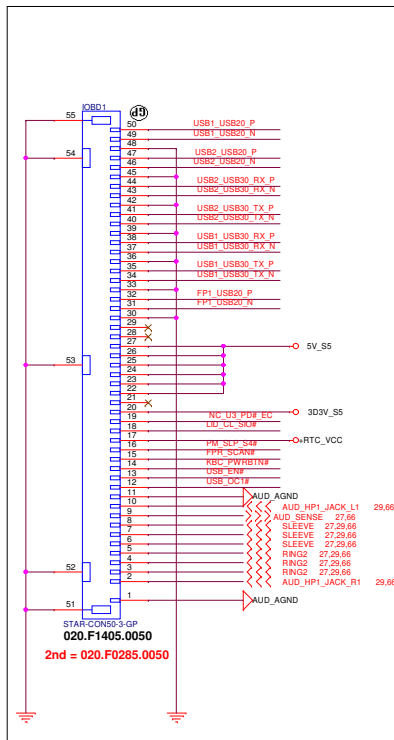 IOBD1
GP
55
50 USB1_USB20_P
49 USB1_USB20_N
48
54
47 USB2_USB20_P
46 USB2_USB20_N
45
44 USB2_USB30_RX_P
43 USB2_USB30_RX_N
42
41 USB2_USB30_TX_P
40 USB2_USB30_TX_N
39
38 USB1_USB30_RX_P
37 USB1_USB30_RX_N
36
35 USB1_USB30_TX_P
34 USB1_USB30_TX_N
33
32 FP1_USB20_P
31 FP1_USB20_N
30
29
28
27 5V_S5
26
53
25
24
23
22
21
20 3D3V_S5
19 NC_U3_PD#_EC
18 LID_CL_SIO#
17 +RTC_VCC
16 PM_SLP_S4#
15 FPR_SCAN#
14 KBC_PWRBTN#
13 USB_EN#
12 USB_OC1#
11 AUD_AGND
10 AUD_HP1_JACK_L1 29,66
9 AUD_SENSE 27,66
8 SLEEVE 27,29,66
7 SLEEVE 27,29,66
6 SLEEVE 27,29,66
5 RING2 27,29,66
4 RING2 27,29,66
52
3 RING2 27,29,66
2 AUD_HP1_JACK_R1 29,66
51
1 AUD_AGND
STAR-CON50-3-GP
020.F1405.0050
2nd = 020.F0285.0050